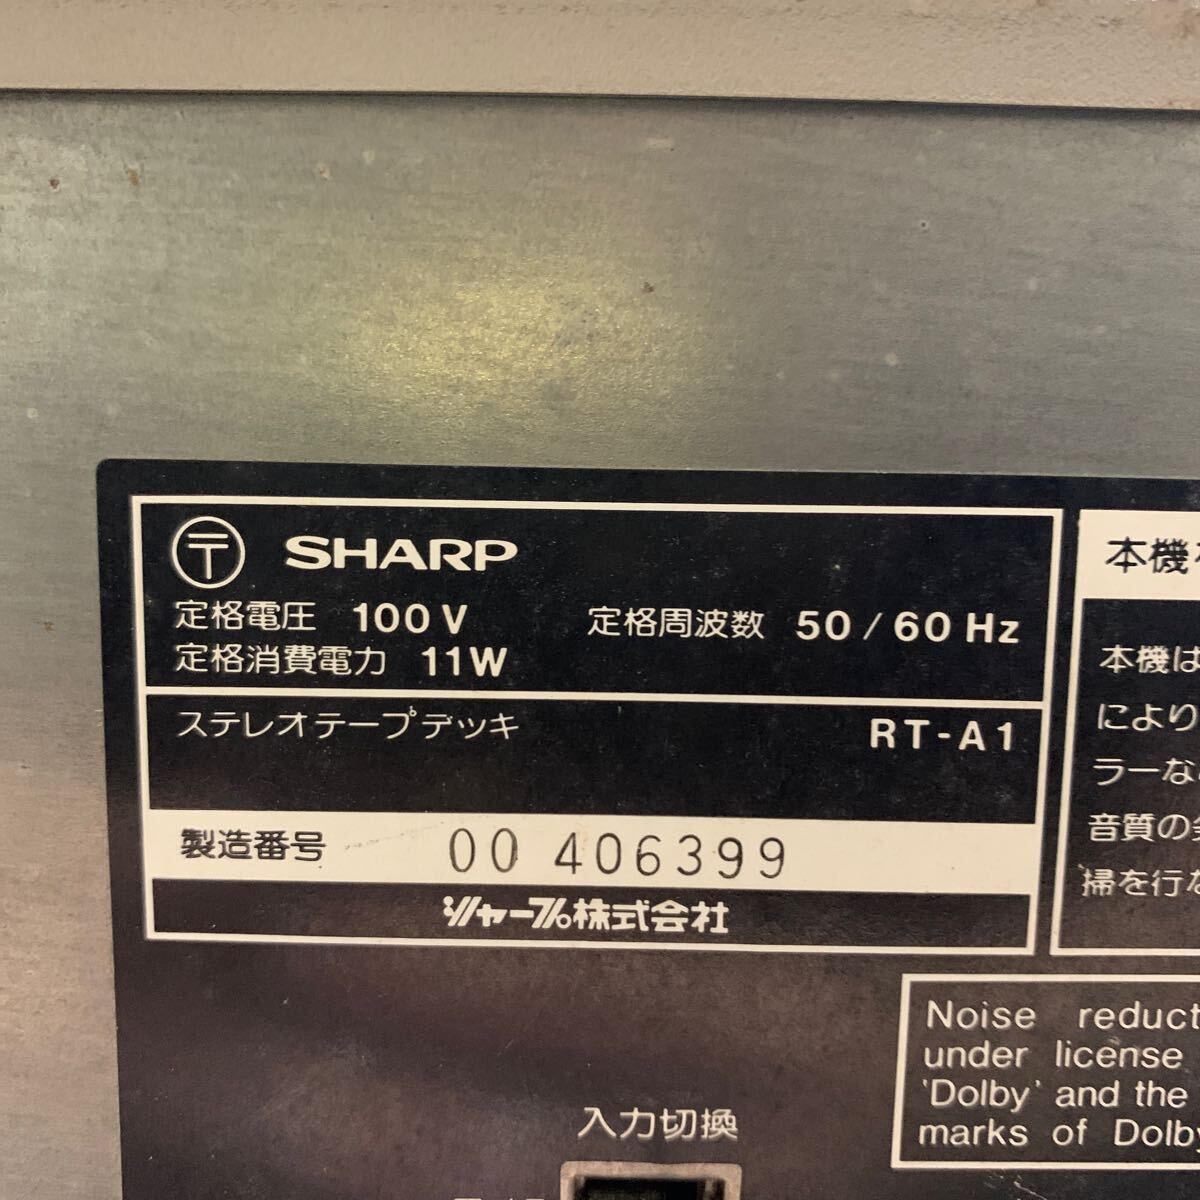 〒 SHARP
定格電圧 100V 定格周波数 50/60Hz
定格消費電力 11W
ステレオテープデッキ RT-A1
製造番号 00 406399
シャープ株式会社
本機
本機は
により
ラーな
音質の
掃を行な
Noise reduct
under license
'Dolby' and the
marks of Dolby
入力切換